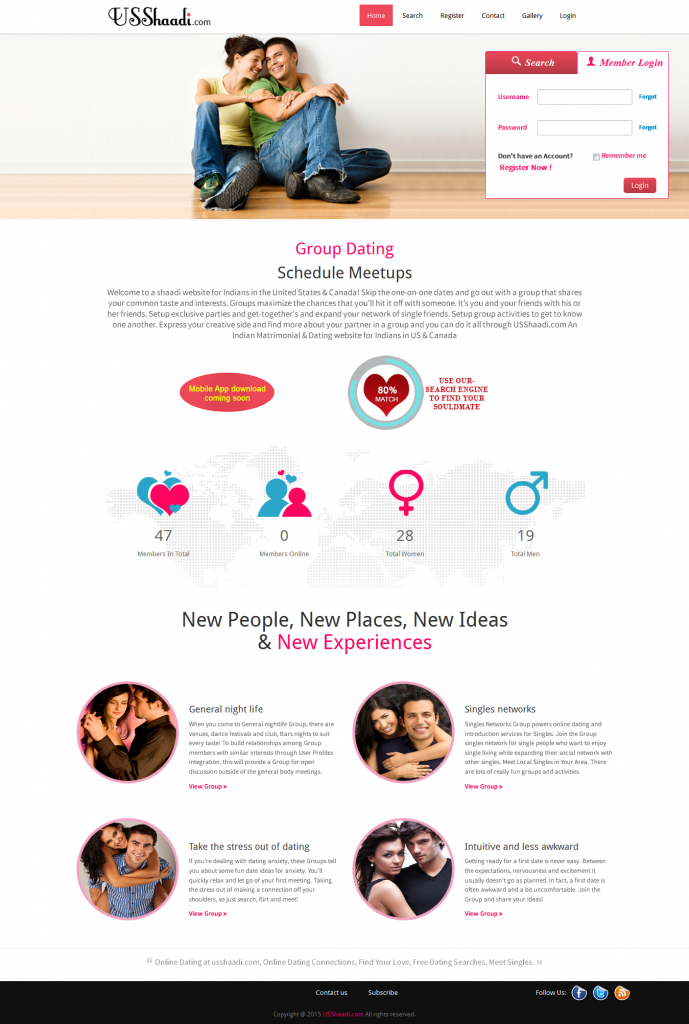 USShaadi.com
Home Search Register Contact Gallery Login
Search Member Login
Username Forgot
Password Forgot
Don't have an Account? Remember me
Register Now !
Login
Group Dating
Schedule Meetups
Welcome to a shaadi website for Indians in the United States & Canada! Skip the one-on-one dates and go out with a group that shares
your common taste and interests. Groups maximize the chances that you'll hit it off with someone. It's you and your friends with his or
her friends. Setup exclusive parties and get-together's and expand your network of single friends. Setup group activities to get to know
one another. Express your creative side and find more about your partner in a group and you can do it all through USShaadi.com An
Indian Matrimonial & Dating website for Indians in US & Canada
Mobile App download
coming soon
80%
MATCH
USE OUR-
SEARCH ENGINE
TO FIND YOUR
SOULDMATE
47 0 28 19
Members In Total Members Online Total Women Total Men
New People, New Places, New Ideas
& New Experiences
General night life
When you come to General nightlife Group, there are
venues, dance festivals and club, Bars nights to suit
every taste! To build relationships among Group
members with similar interests through User Profiles
integration, this will provide a Group for open
discussion outside of the general body meetings.
View Group ➤
Singles networks
Singles Networks Group powers online dating and
introduction services for Singles. Join the Group
singles network for single people who want to enjoy
single living while expanding their social network with
other singles. Meet Local Singles in Your Area. There
are lots of really fun groups and activities.
View Group ➤
Take the stress out of dating
If you're dealing with dating anxiety, these Groups tell
you about some fun date ideas for anxiety. You'll
quickly relax and let go of your first meeting. Taking
the stress out of making a connection off your
shoulders, so just search, flirt and meet!
View Group ➤
Intuitive and less awkward
Getting ready for a first date is never easy. Between
the expectations, nervousness and excitement it
usually doesn't go as planned. In fact, a first date is
often awkward and a bit uncomfortable. Join the
Group and share your Ideas!
View Group ➤
“ Online Dating at usshaadi.com, Online Dating Connections, Find Your Love, Free Dating Searches, Meet Singles. ”
Contact us Subscribe Follow Us:
Copyright @ 2015 USShaadi.com All rights reserved.